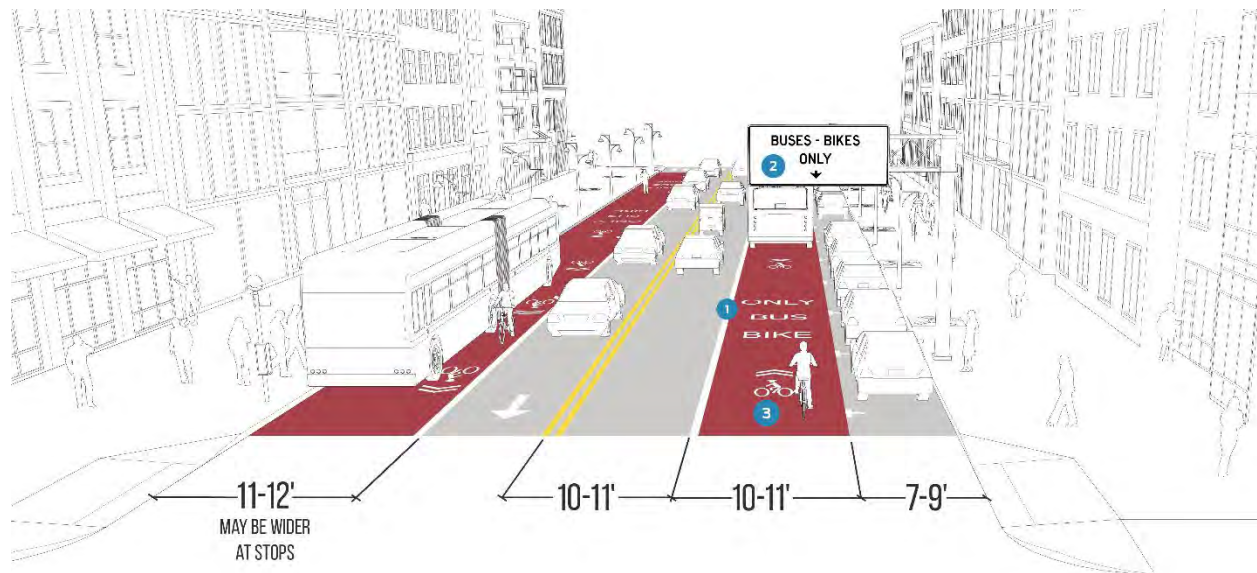 BUSES - BIKES
2
ONLY
1
ONLY
BUS
BIKE
3
11-12'
MAY BE WIDER
AT STOPS
10-11'
10-11'
7-9'